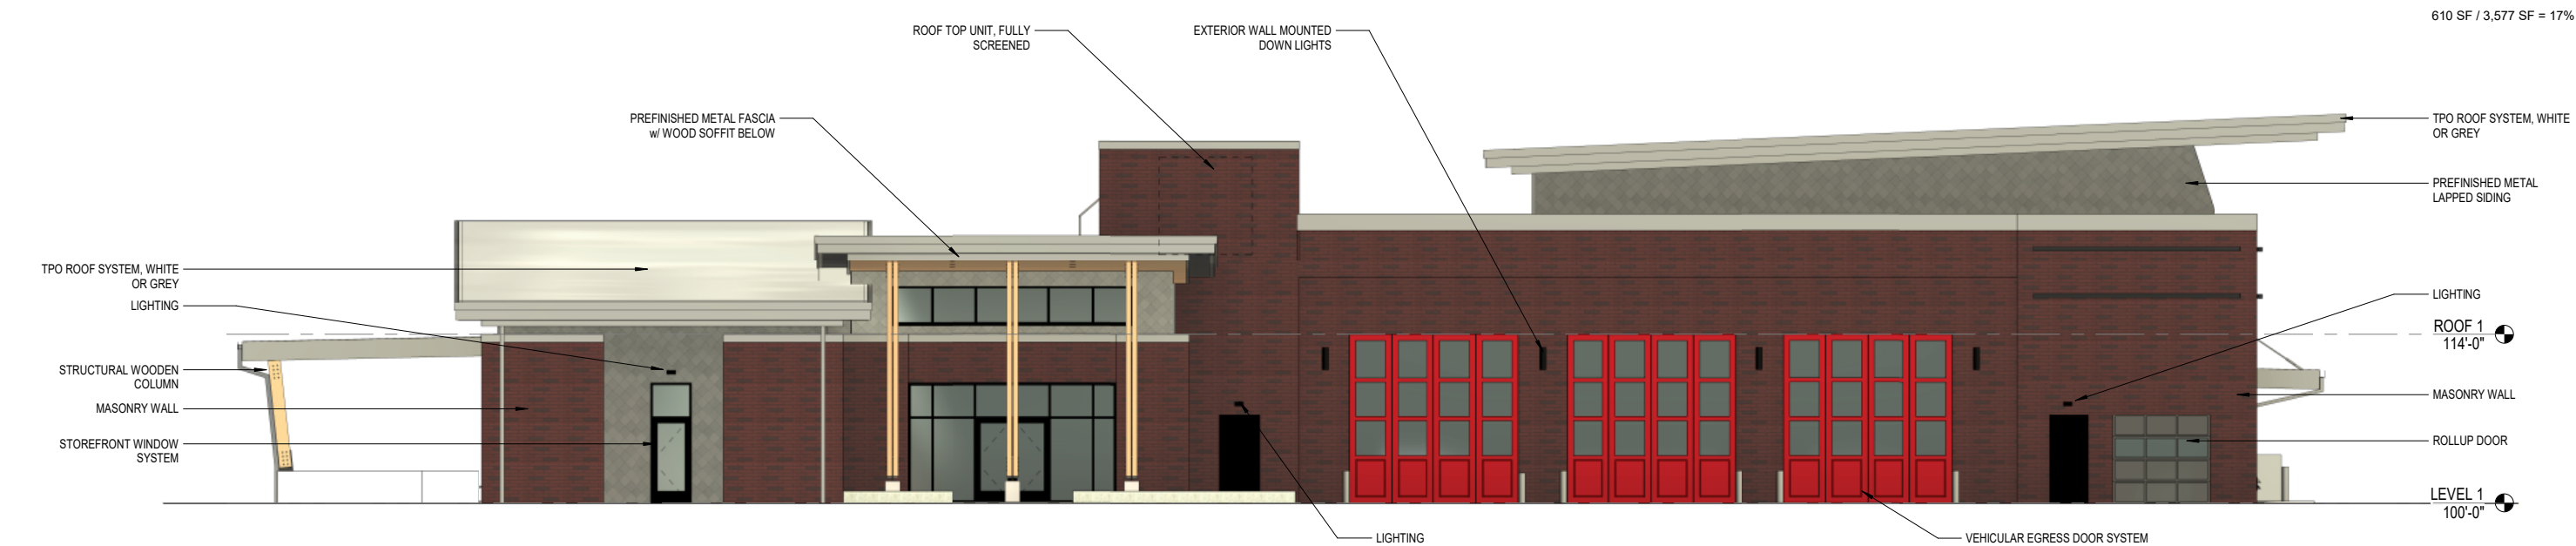 610 SF / 3,577 SF = 17%
ROOF TOP UNIT, FULLY
SCREENED
EXTERIOR WALL MOUNTED
DOWN LIGHTS
PREFINISHED METAL FASCIA
w/ WOOD SOFFIT BELOW
TPO ROOF SYSTEM, WHITE
OR GREY
PREFINISHED METAL
LAPPED SIDING
TPO ROOF SYSTEM, WHITE
OR GREY
LIGHTING
LIGHTING
ROOF 1
114'-0"
STRUCTURAL WOODEN
COLUMN
MASONRY WALL
MASONRY WALL
STOREFRONT WINDOW
SYSTEM
ROLLUP DOOR
LEVEL 1
100'-0"
LIGHTING
VEHICULAR EGRESS DOOR SYSTEM